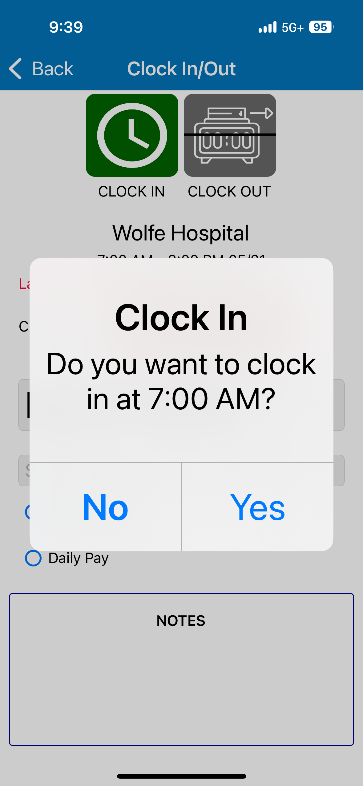 9:39
5G+ 95
Back Clock In/Out
CLOCK IN CLOCK OUT
Wolfe Hospital
Clock In
Do you want to clock
in at 7:00 AM?
No Yes
Daily Pay
NOTES